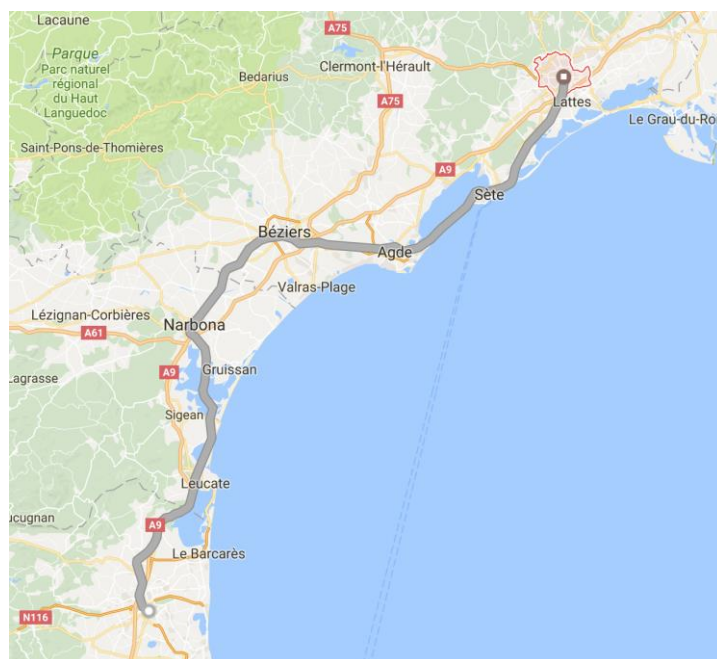 Lacaune
A75
Parque
Parc naturel
régional
du Haut
Languedoc
Bedarius
Clermont-l'Hérault
A75
Lattes
Le Grau-du-Ro
Saint-Pons-de-Thomières
A9
Sète
Béziers
Agde
Valras-Plage
Lézignan-Corbières
Narbona
A61
A9
Gruissan
Lagrasse
Sigean
Leucate
ucugnan
A9
Le Barcarès
N116